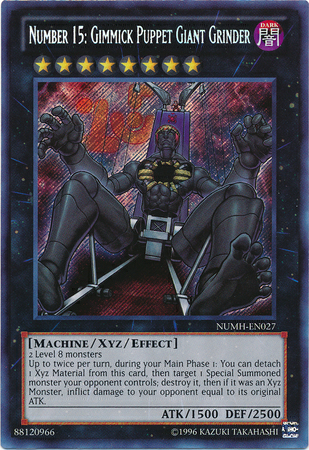 Number 15: Gimmick Puppet Giant Grinder
DARK
闇
NUMH-EN027
[Machine/Xyz/Effect]
2 Level 8 monsters
Up to twice per turn, during your Main Phase 1: You can detach
1 Xyz Material from this card, then target 1 Special Summoned
monster your opponent controls; destroy it, then if it was an Xyz
Monster, inflict damage to your opponent equal to its original
ATK.
ATK/1500 DEF/2500
88120966
©1996 KAZUKI TAKAHASHI